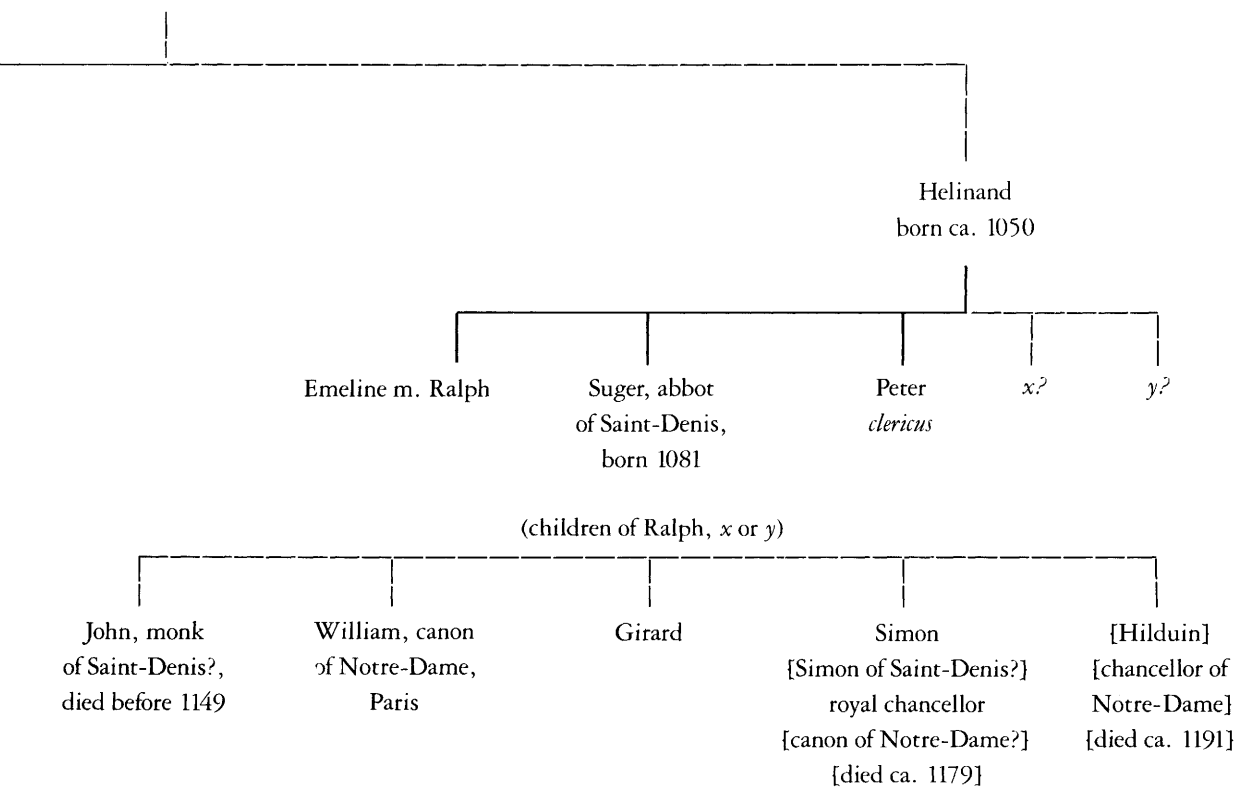 Helinand
born ca. 1050
Emeline m. Ralph
Suger, abbot
of Saint-Denis,
born 1081
Peter
clericus
x?
y?
(children of Ralph, x or y)
John, monk
of Saint-Denis?,
died before 1149
William, canon
of Notre-Dame,
Paris
Girard
Simon
[Simon of Saint-Denis?]
royal chancellor
[canon of Notre-Dame?]
[died ca. 1179]
[Hilduin]
[chancellor of
Notre-Dame]
[died ca. 1191]